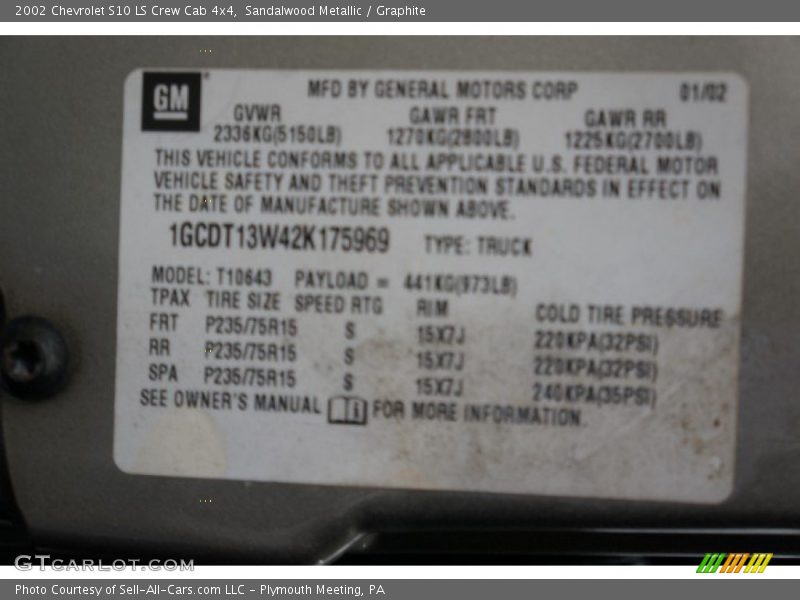 2002 Chevrolet S10 LS Crew Cab 4x4,  Sandalwood Metallic / Graphite
GM MFD BY GENERAL MOTORS CORP 01/02
GVWR GAWR FRT GAWR RR
2336KG(5150LB) 1270KG(2800LB) 1225KG(2700LB)
THIS VEHICLE CONFORMS TO ALL APPLICABLE U.S. FEDERAL MOTOR
VEHICLE SAFETY AND THEFT PREVENTION STANDARDS IN EFFECT ON
THE DATE OF MANUFACTURE SHOWN ABOVE.
1GCDT13W42K175969 TYPE: TRUCK
MODEL: T10643 PAYLOAD = 441KG(973LB)
TPAX TIRE SIZE SPEED RTG RIM COLD TIRE PRESSURE
FRT P235/75R15 S 15X7J 220KPA(32PSI)
RR P235/75R15 S 15X7J 220KPA(32PSI)
SPA P235/75R15 S 15X7J 240KPA(35PSI)
SEE OWNER'S MANUAL i FOR MORE INFORMATION.
GTCARLOT.COM
Photo Courtesy of Sell-All-Cars.com LLC - Plymouth Meeting, PA